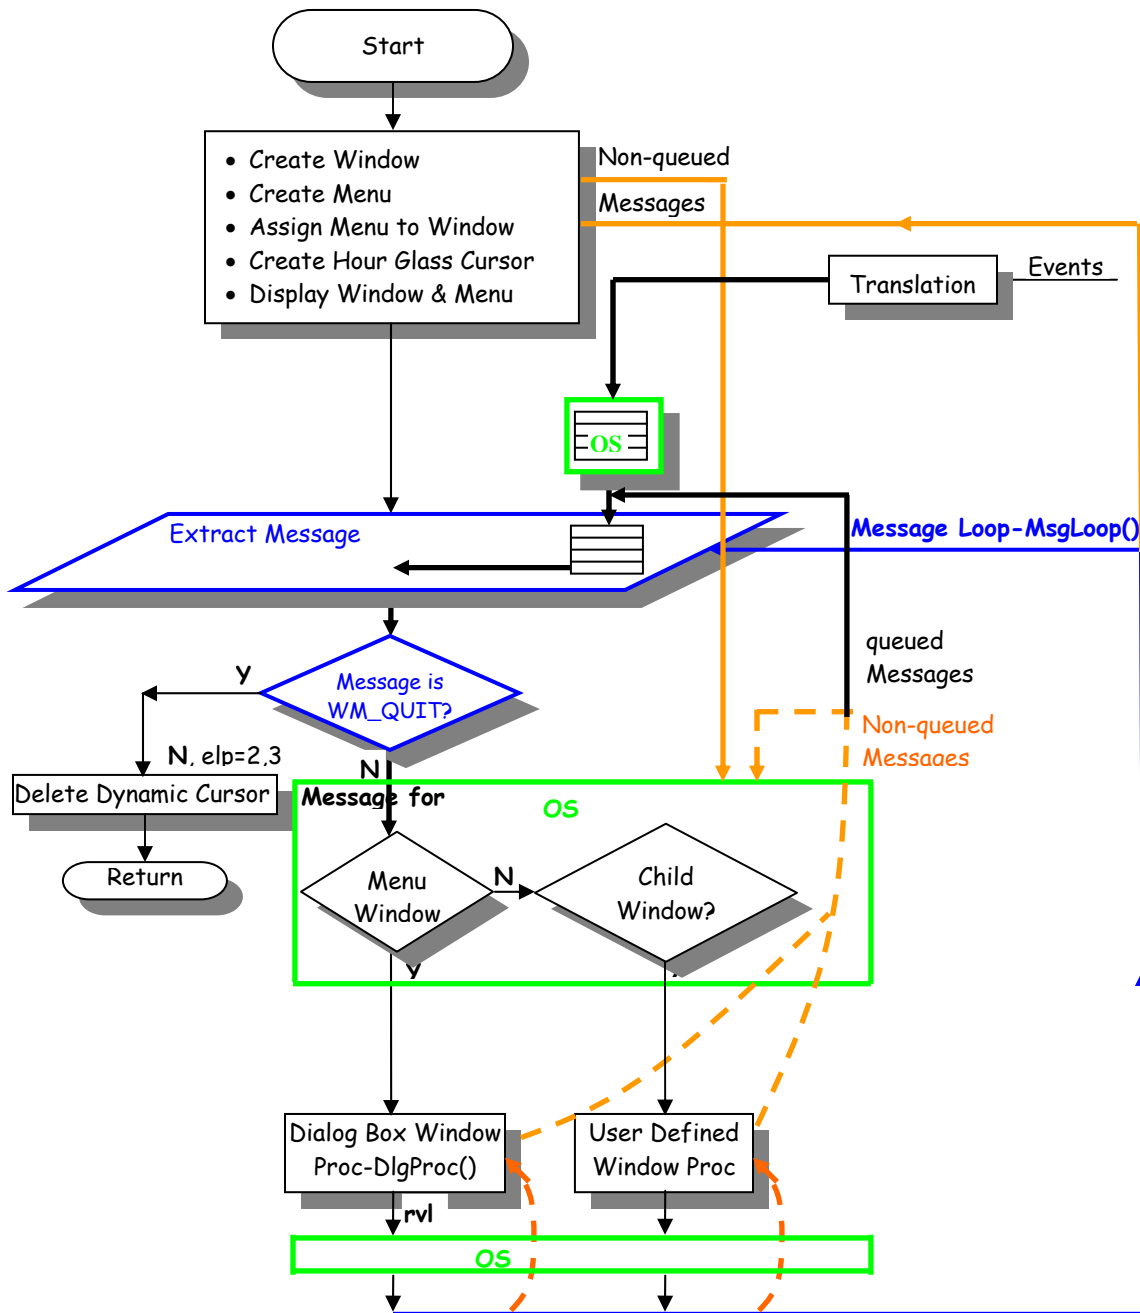 Start
• Create Window
• Create Menu
• Assign Menu to Window
• Create Hour Glass Cursor
• Display Window & Menu
Non-queued
Messages
Translation
Events
OS
Extract Message
Message Loop-MsgLoop()
queued
Messages
Non-queued
Messages
Message is
WM_QUIT?
Y
N, elp=2,3
N
Delete Dynamic Cursor
Return
Message for
OS
Menu
Window
N
Child
Window?
Y
Dialog Box Window
Proc-DlgProc()
User Defined
Window Proc
rvl
OS